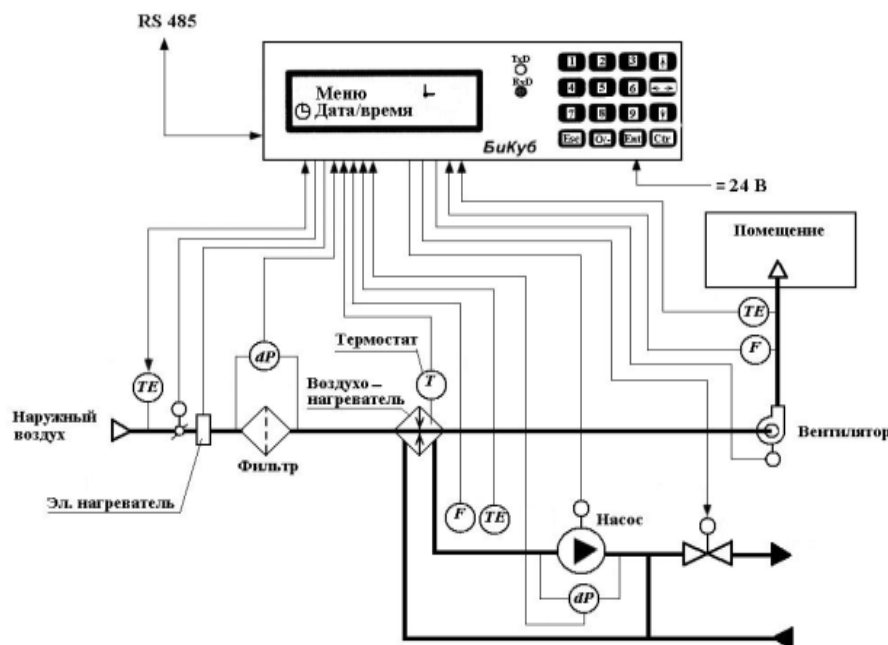 RS 485
TxD
RxD
Меню
Дата/время
1 2 3
4 5 6
7 8 9
Esc 0/- Ent Ctr
БиКуб
= 24 В
Помещение
TE
F
Термостат
dP
T
TE
Воздухо –
нагреватель
Наружный
воздух
Вентилятор
Фильтр
Эл. нагреватель
F
TE
Насос
dP